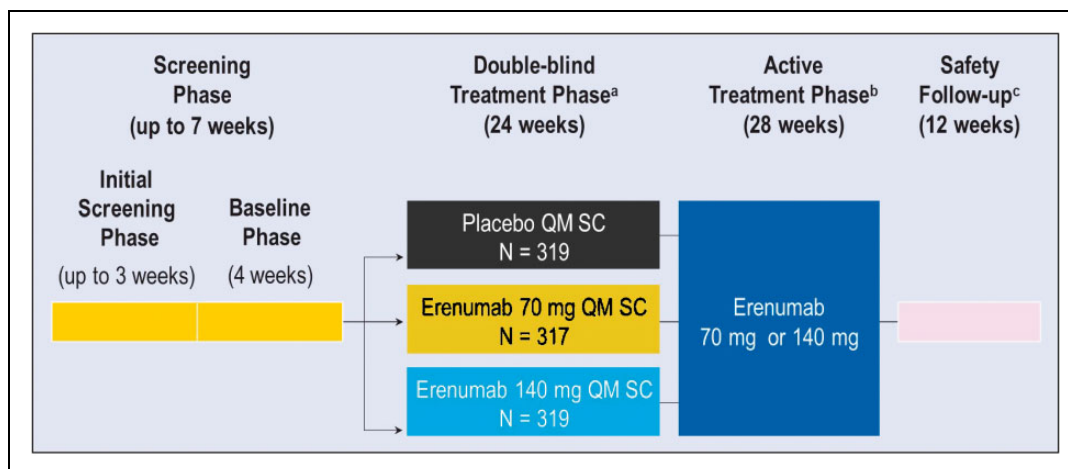 Screening
Phase
(up to 7 weeks)
Double-blind
Treatment Phaseᵃ
(24 weeks)
Active
Treatment Phaseᵇ
(28 weeks)
Safety
Follow-upᶜ
(12 weeks)
Initial
Screening
Phase
(up to 3 weeks)
Baseline
Phase
(4 weeks)
Placebo QM SC
N = 319
Erenumab 70 mg QM SC
N = 317
Erenumab 140 mg QM SC
N = 319
Erenumab
70 mg or 140 mg